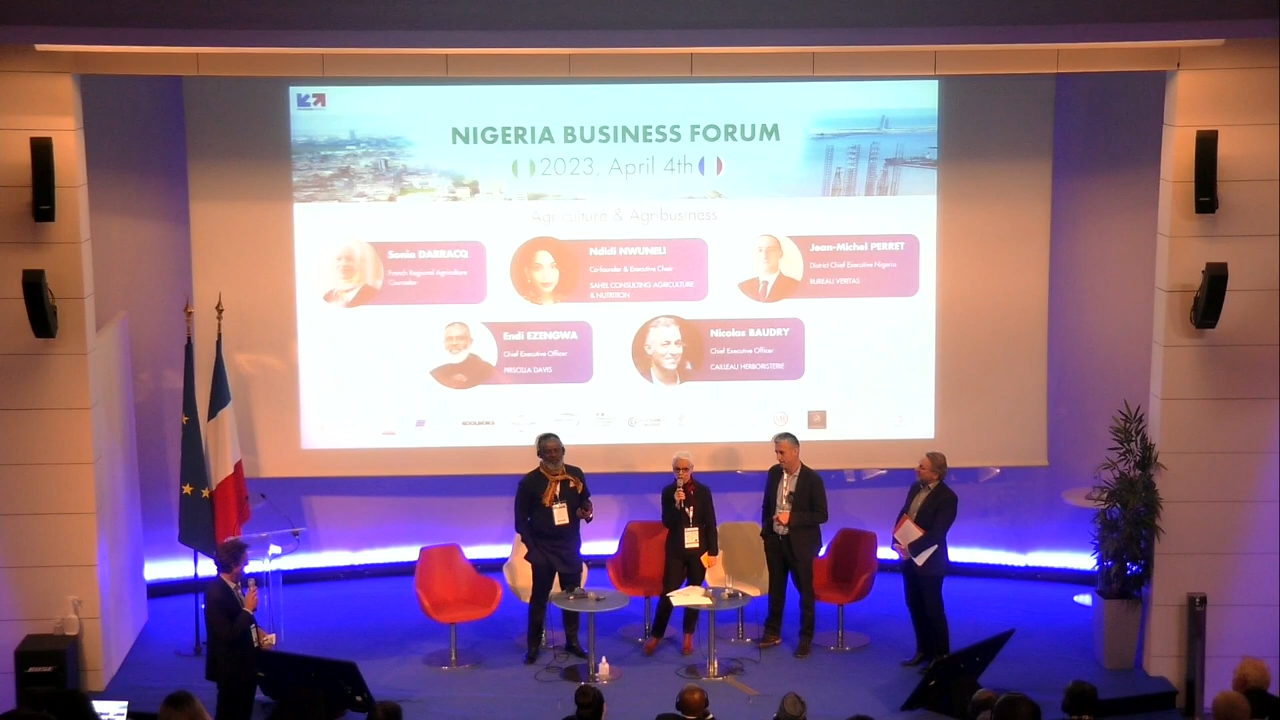 NIGERIA BUSINESS FORUM
2023, April 4th
Agriculture & Agribusiness
Sonia DARRACQ
French Regional Agriculture
Counselor
Ndidi NWUNELI
Co-founder & Executive Chair
SAHEL CONSULTING AGRICULTURE
& NUTRITION
Jean-Michel PERRET
District Chief Executive Nigeria
BUREAU VERITAS
Endi EZENGWA
Chief Executive Officer
PRISCILLA DAVIS
Nicolas BAUDRY
Chief Executive Officer
CAILLEAU HERBORISTERIE
BOSE